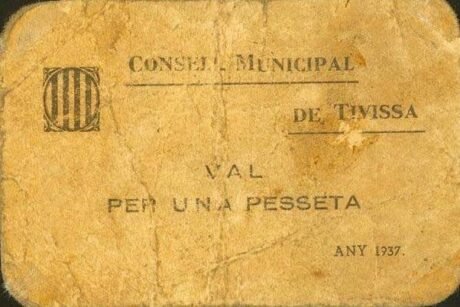 CONSELL MUNICIPAL
DE TIVISSA
VAL
PER UNA PESSETA
ANY 1937.